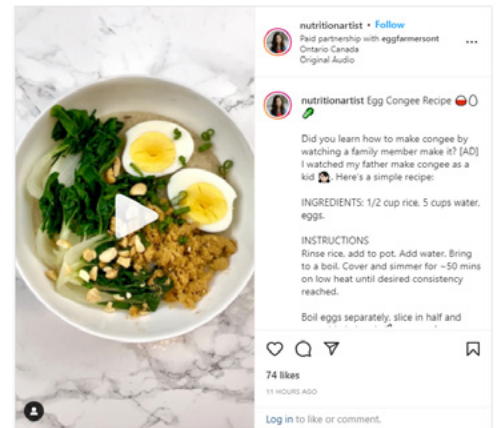 nutritionartist • Follow
Paid partnership with eggfarmersont
Ontario Canada
Original Audio
nutritionartist Egg Congee Recipe
Did you learn how to make congee by
watching a family member make it? [AD]
I watched my father make congee as a
kid 👧🏻. Here's a simple recipe:
INGREDIENTS: 1/2 cup rice, 5 cups water,
eggs.
INSTRUCTIONS
Rinse rice, add to pot. Add water. Bring
to a boil. Cover and simmer for ~50 mins
on low heat until desired consistency
reached.
Boil eggs separately, slice in half and
74 likes
11 HOURS AGO
Log in to like or comment.